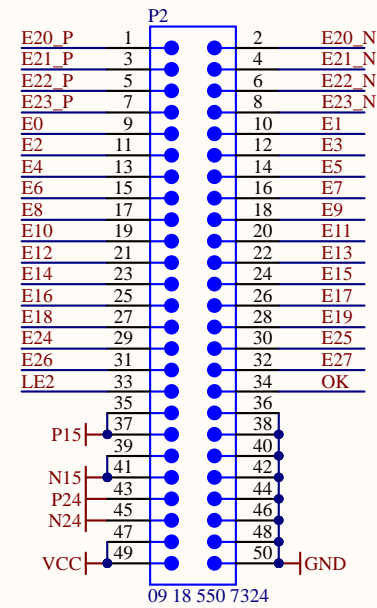 P2
E20_P 1 2 E20_N
E21_P 3 4 E21_N
E22_P 5 6 E22_N
E23_P 7 8 E23_N
E0 9 10 E1
E2 11 12 E3
E4 13 14 E5
E6 15 16 E7
E8 17 18 E9
E10 19 20 E11
E12 21 22 E13
E14 23 24 E15
E16 25 26 E17
E18 27 28 E19
E24 29 30 E25
E26 31 32 E27
LE2 33 34 OK
35 36
P15 37 38
39 40
N15 41 42
P24 43 44
N24 45 46
47 48
VCC 49 50 GND
09 18 550 7324